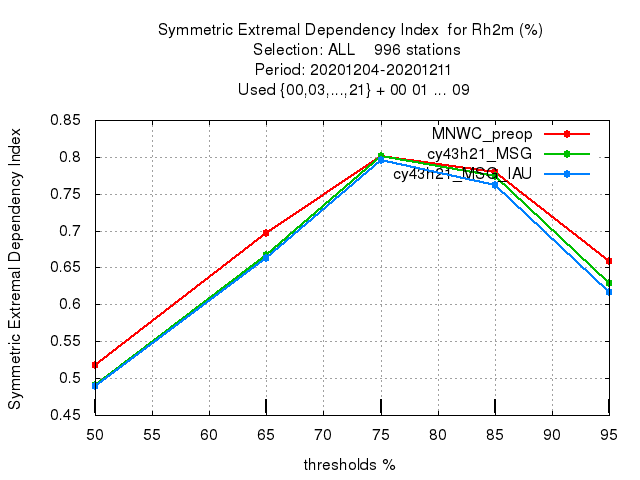 Symmetric Extremal Dependency Index  for Rh2m (%)
Selection: ALL    996 stations
Period: 20201204-20201211
Used {00,03,...,21} + 00 01 ... 09
Symmetric Extremal Dependency Index
0.85
0.8
0.75
0.7
0.65
0.6
0.55
0.5
0.45
MNWC_preop
cy43h21_MSG
cy43h21_MSG_IAU
50 55 60 65 70 75 80 85 90 95
thresholds %